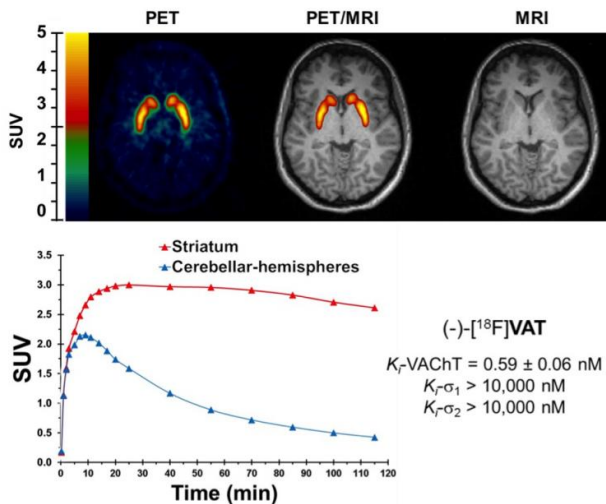 PET
PET/MRI
MRI
SUV
5
4
3
2
1
0
Striatum
Cerebellar-hemispheres
SUV
3.5
3.0
2.5
2.0
1.5
1.0
0.5
0.0
0 10 20 30 40 50 60 70 80 90 100 110 120
Time (min)
(-)-[¹⁸F]VAT
Kᵢ-VAChT = 0.59 ± 0.06 nM
Kᵢ-σ₁ > 10,000 nM
Kᵢ-σ₂ > 10,000 nM